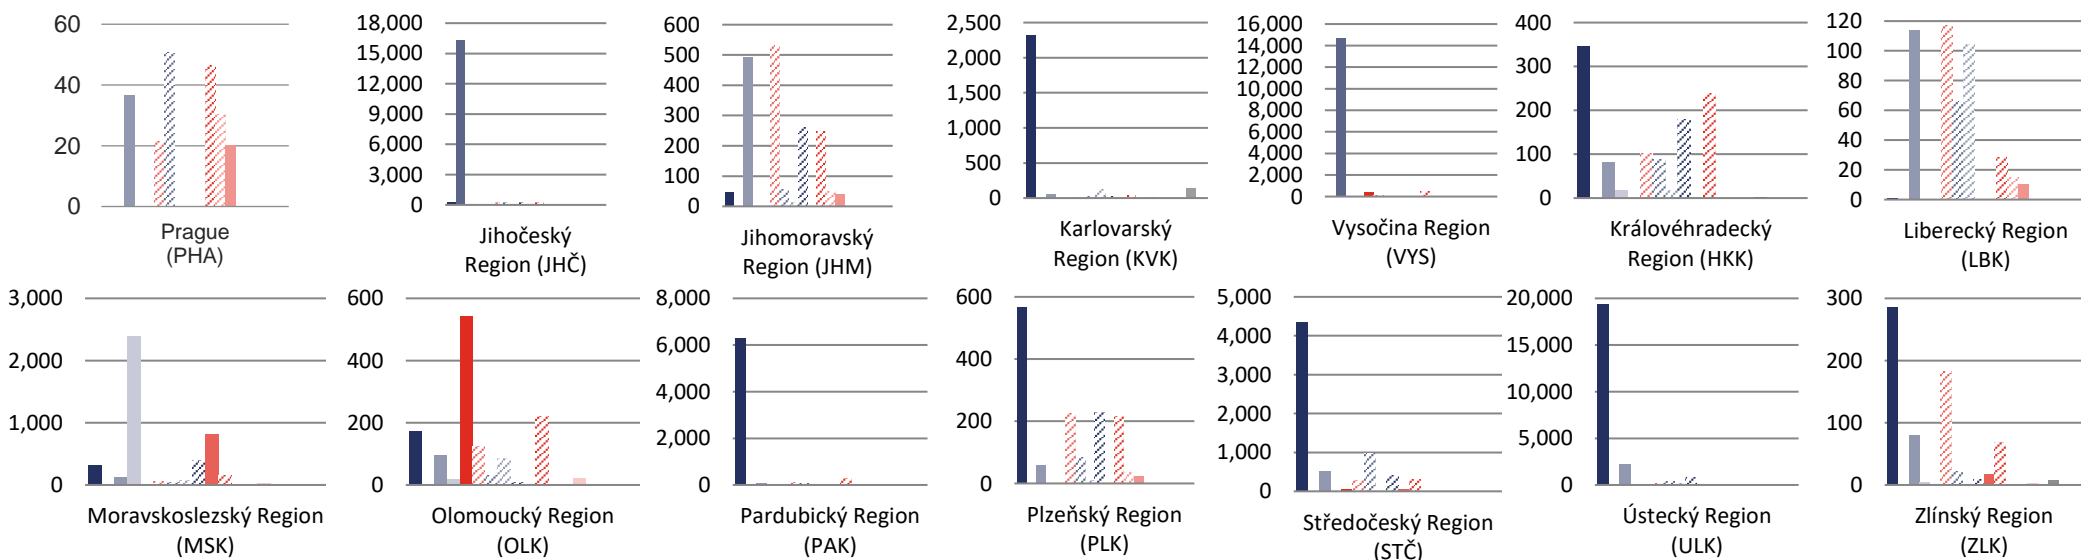 60
40
20
0
Prague
(PHA)
18,000
15,000
12,000
9,000
6,000
3,000
0
Jihočeský
Region (JHČ)
600
500
400
300
200
100
0
Jihomoravský
Region (JHM)
2,500
2,000
1,500
1,000
500
0
Karlovarský
Region (KVK)
16,000
14,000
12,000
10,000
8,000
6,000
4,000
2,000
0
Vysočina Region
(VYS)
400
300
200
100
0
Královéhradecký
Region (HKK)
120
100
80
60
40
20
0
Liberecký Region
(LBK)
3,000
2,000
1,000
0
Moravskoslezský Region
(MSK)
600
400
200
0
Olomoucký Region
(OLK)
8,000
6,000
4,000
2,000
0
Pardubický Region
(PAK)
600
400
200
0
Plzeňský Region
(PLK)
5,000
4,000
3,000
2,000
1,000
0
Středočeský Region
(STČ)
20,000
15,000
10,000
5,000
0
Ústecký Region
(ULK)
300
200
100
0
Zlínský Region
(ZLK)